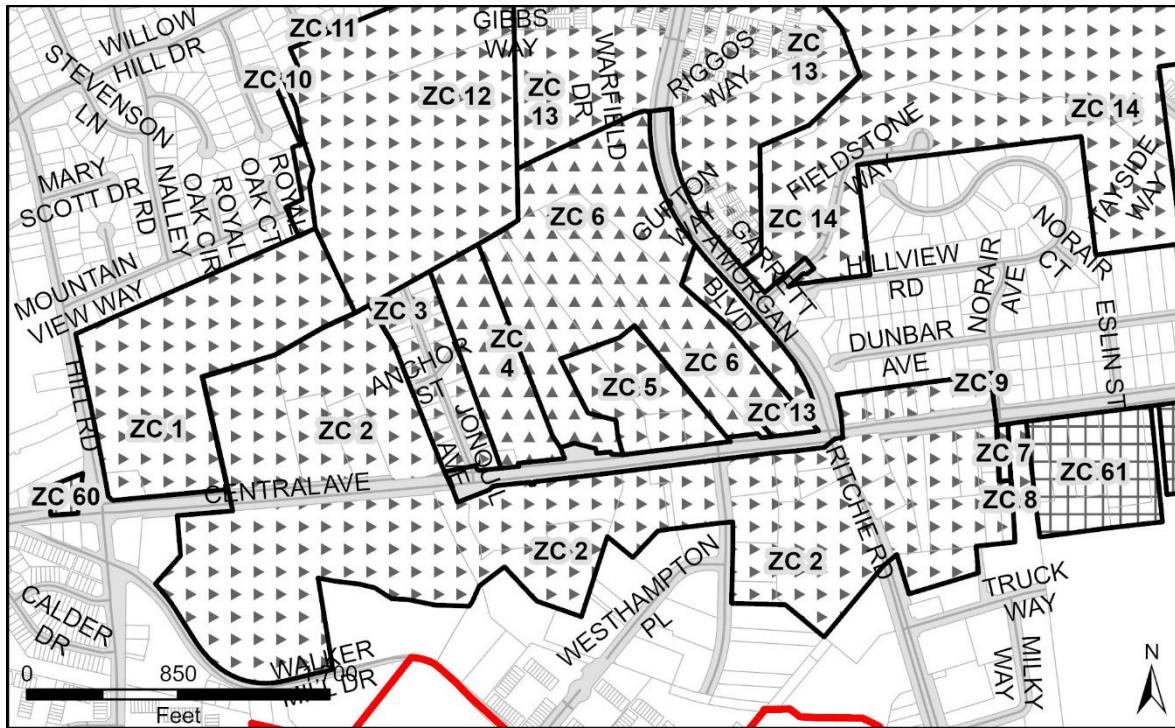 WILLOW
HILL DR
STEVENSON
LN
MARY
SCOTT DR
NALLEY
RD
ROYAL
OAK CIR
ROYAL
OAK CT
MOUNTAIN
VIEW WAY
HILL RD
ZC 11
ZC 10
ZC 12
GIBBS
WAY
ZC
13
WARFIELD
DR
RIGGOS
WAY
ZC
13
ZC 14
FIELDSTONE
WAY
TAYSIDE
WAY
ZC 14
ZC 6
GUPTON
WAY
GARRETT
A MORGAN
BLVD
HILLVIEW
RD
NORAIR
AVE
NORAIR
CT
DUNBAR
AVE
ESLIN ST
ZC 3
ANCHOR
ST
JONQUIL
AVE
ZC
4
ZC 5
ZC 6
ZC 13
ZC 9
ZC 1
ZC 2
ZC 7
ZC 8
ZC 61
ZC 60
CENTRAL AVE
RITCHIE RD
ZC 2
ZC 2
WESTHAMPTON
PL
TRUCK
WAY
MILKY
WAY
CALDER
DR
WALKER
MILL DR
0 850 1,700
Feet
N